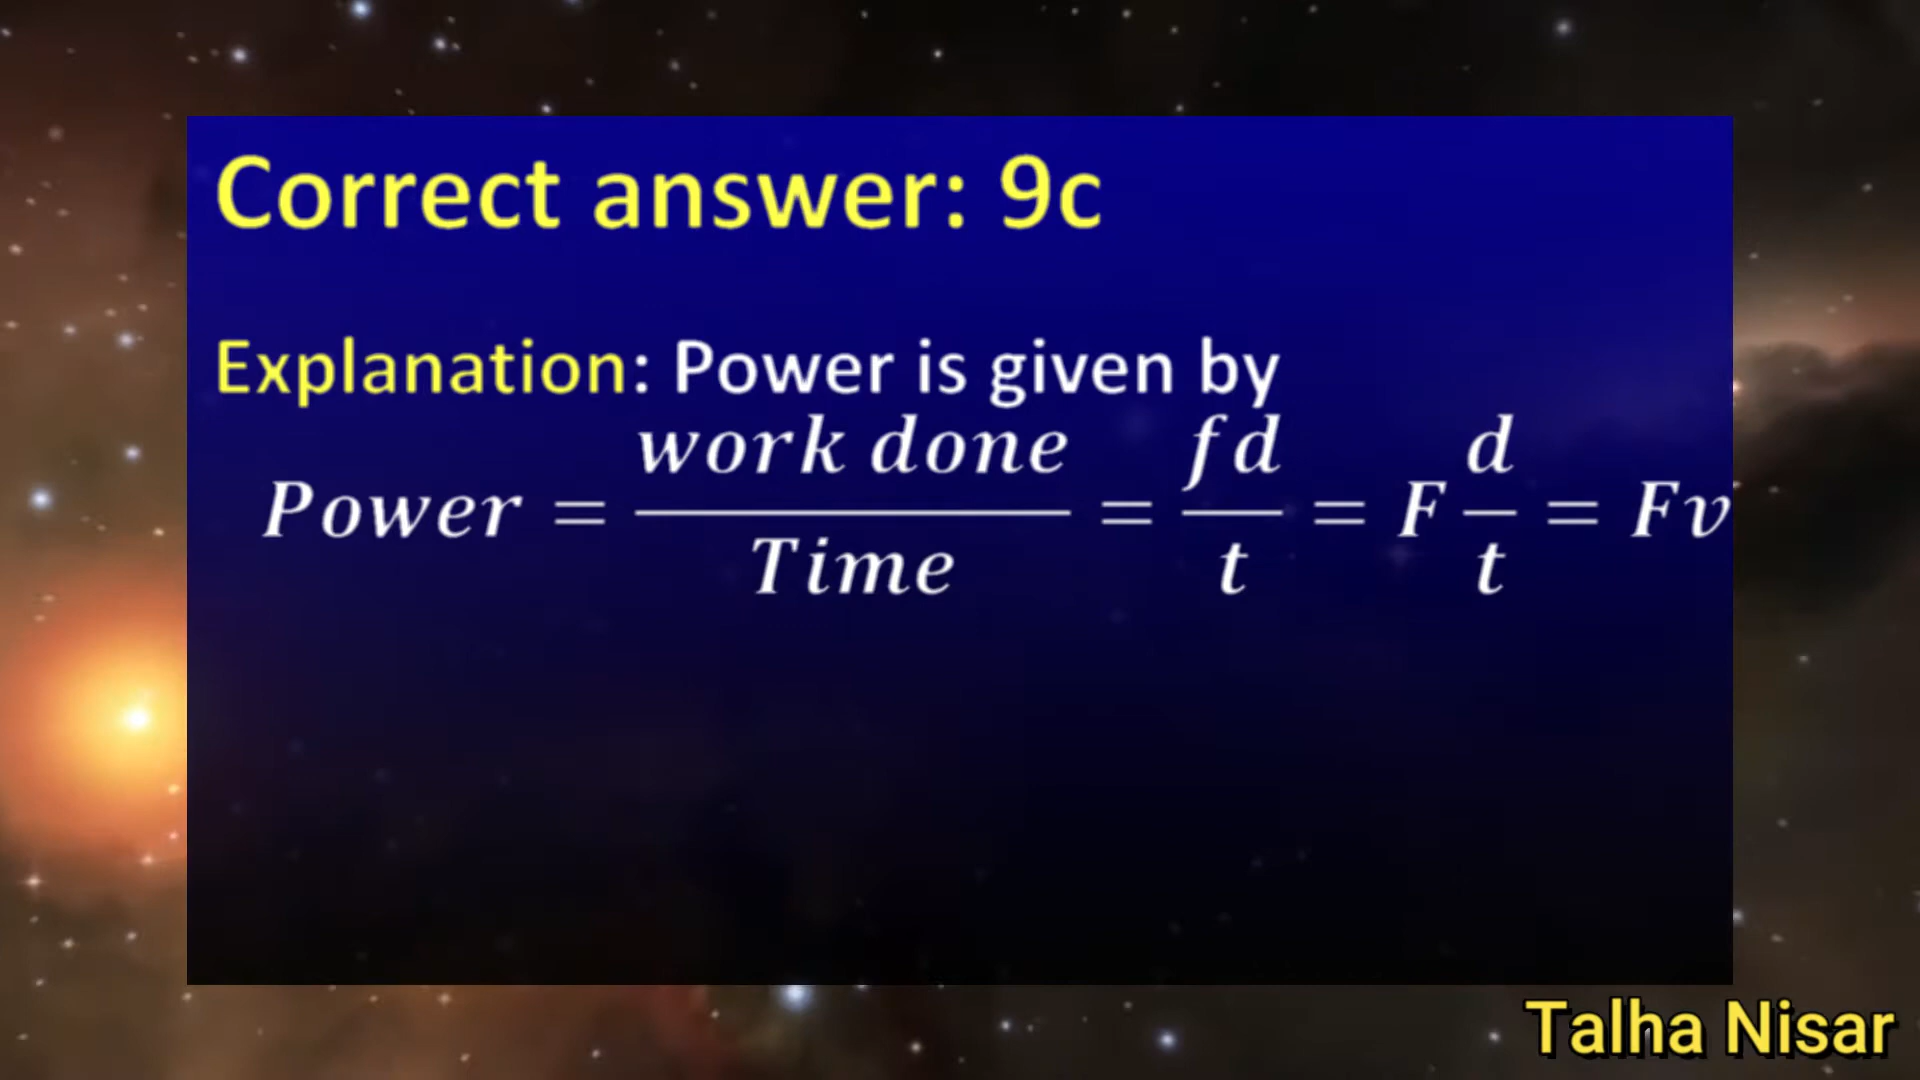 Correct answer: 9c
Explanation: Power is given by
Power = work done / Time = fd / t = F d / t = Fv
Talha Nisar